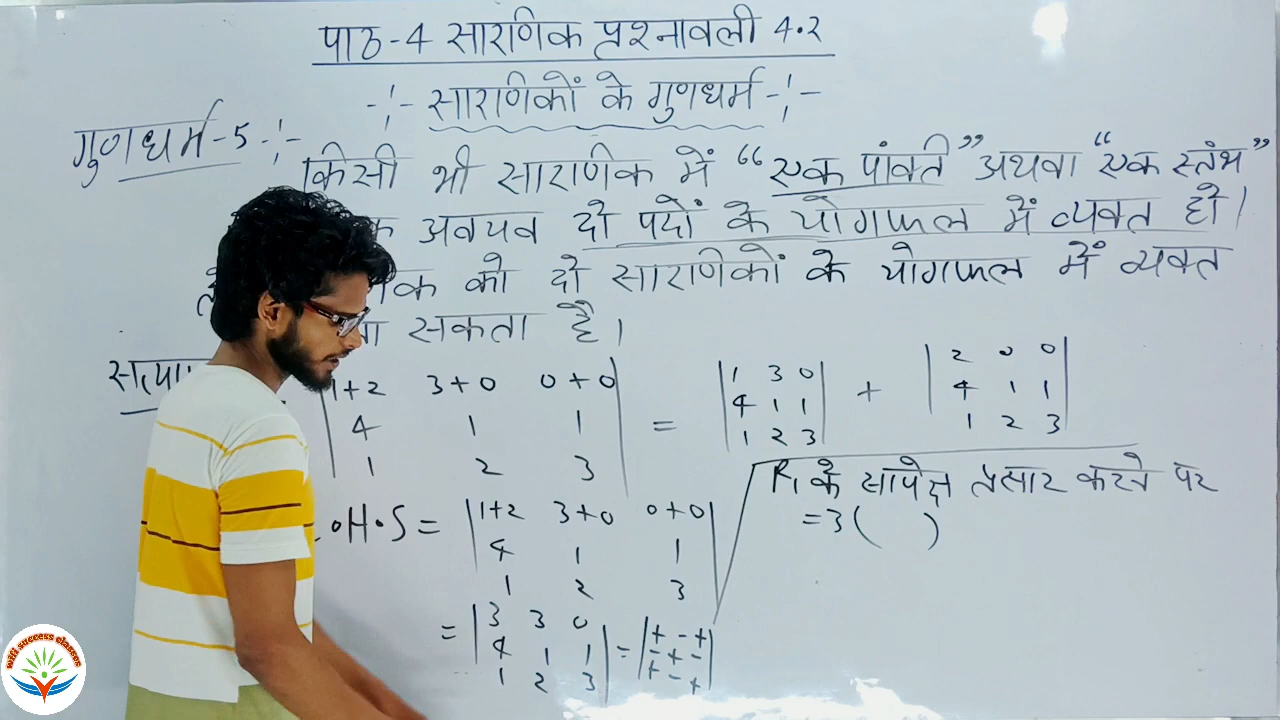 पाठ-4 सारणिक प्रश्नावली 4.2
-:- सारणिकों के गुणधर्म -:-
गुणधर्म-5 -:-
किसी भी सारणिक में “एक पंक्ति” अथवा “एक स्तंभ”
अवयव दो पदों के योगफल में व्यक्त हो।
को दो सारणिकों के योगफल में व्यक्त
सकता है।
|1+2 3+0 0+0| = |1 3 0| + |2 0 0|
|4 1 1| |4 1 1| |4 1 1|
|1 2 3| |1 2 3| |1 2 3|
R₁ के सापेक्ष प्रसार करने पर
=3( )
.H.S = |1+2 3+0 0+0|
|4 1 1|
|1 2 3|
= |3 3 0| = |+ - +|
|4 1 1| |- + -|
|1 2 3| |+ - +|
wifi success classes